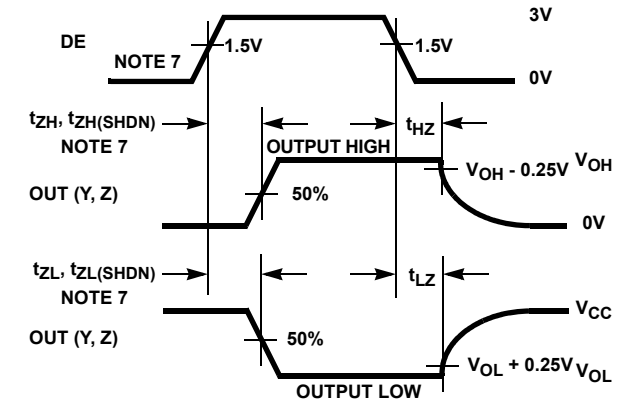 3V
DE
1.5V
1.5V
NOTE 7
0V
tZH, tZH(SHDN)
NOTE 7
tHZ
OUTPUT HIGH
VOH - 0.25V
VOH
OUT (Y, Z)
50%
0V
tZL, tZL(SHDN)
NOTE 7
tLZ
VCC
OUT (Y, Z)
50%
VOL + 0.25V
VOL
OUTPUT LOW